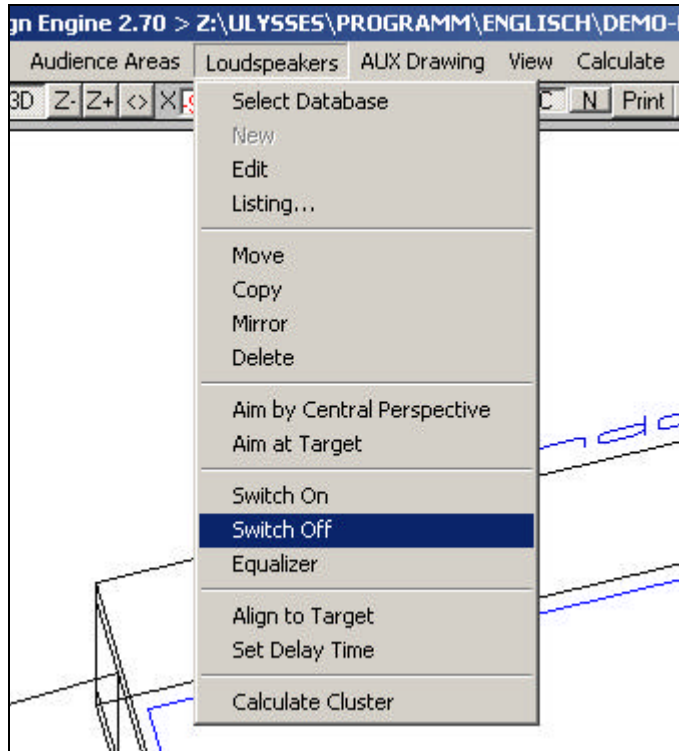 gn Engine 2.70 > Z:\ULYSSES\PROGRAMM\ENGLISCH\DEMO-
Audience Areas Loudspeakers AUX Drawing View Calculate
3D Z- Z+ <> X C N Print
Select Database
New
Edit
Listing...
Move
Copy
Mirror
Delete
Aim by Central Perspective
Aim at Target
Switch On
Switch Off
Equalizer
Align to Target
Set Delay Time
Calculate Cluster